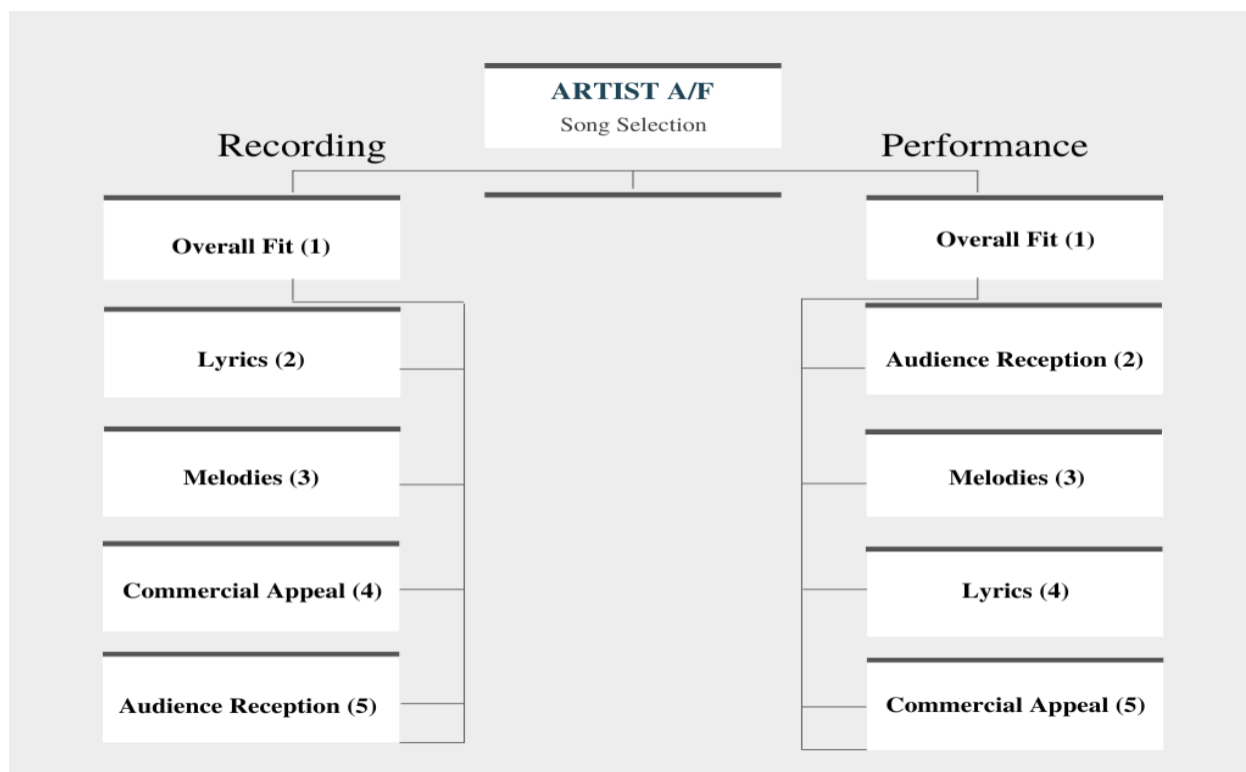 ARTIST A/F
Song Selection
Recording
Performance
Overall Fit (1)
Lyrics (2)
Melodies (3)
Commercial Appeal (4)
Audience Reception (5)
Overall Fit (1)
Audience Reception (2)
Melodies (3)
Lyrics (4)
Commercial Appeal (5)